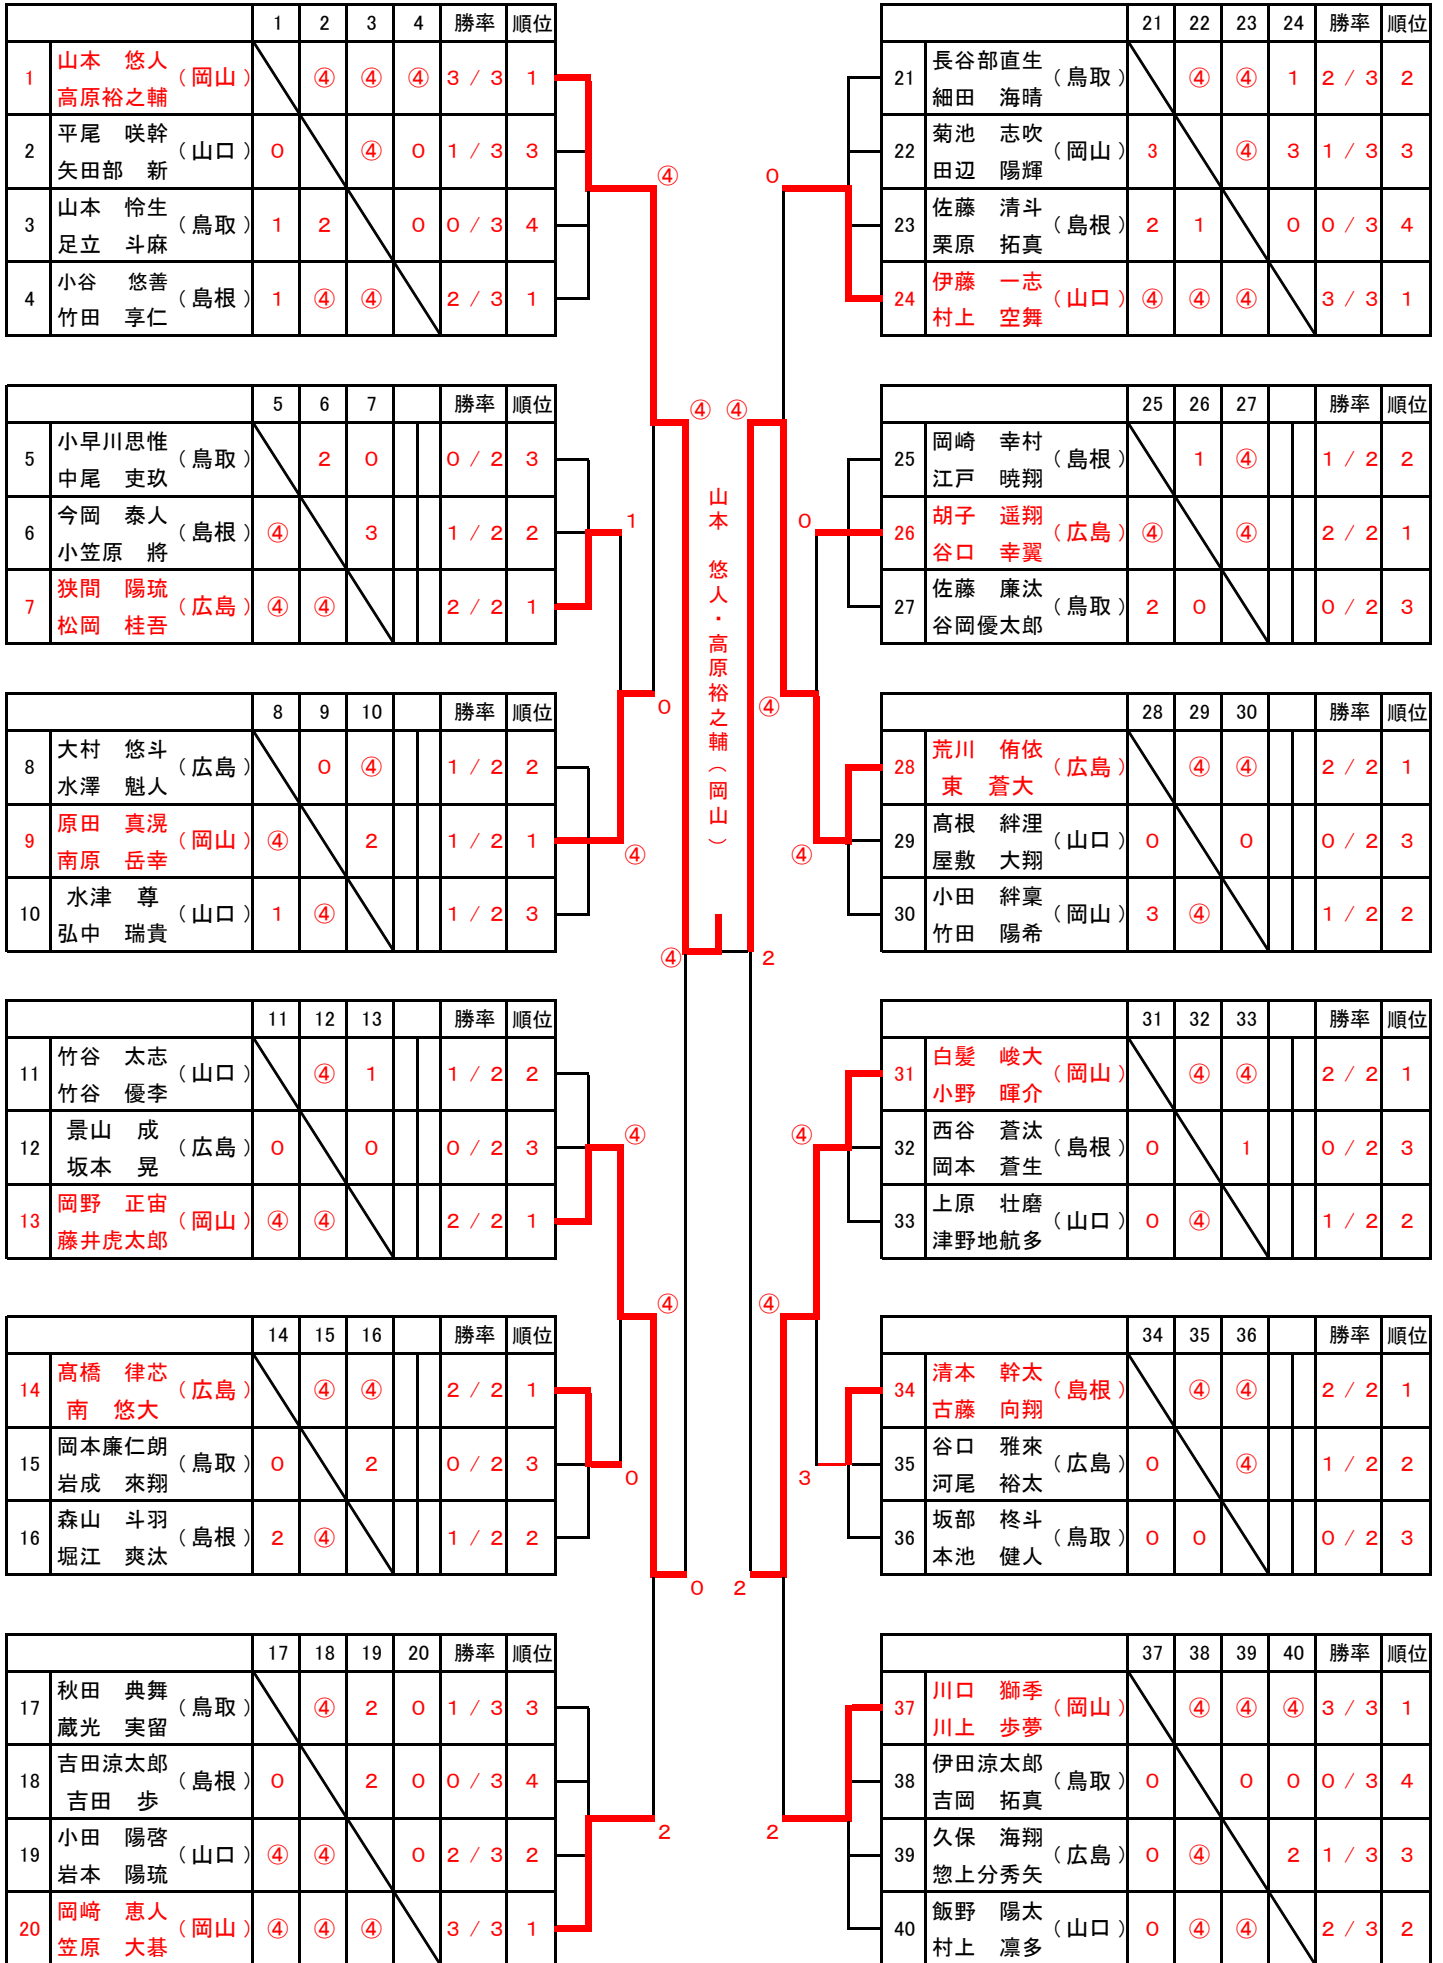 1 2 3 4 勝率 順位
1 山本 悠人 高原裕之輔 (岡山) ④ ④ ④ 3 / 3 1
2 平尾 咲幹 矢田部 新 (山口) 0 ④ 0 1 / 3 3
3 山本 怜生 足立 斗麻 (鳥取) 1 2 0 0 / 3 4
4 小谷 悠善 竹田 享仁 (島根) 1 ④ ④ 2 / 3 1
5 6 7 勝率 順位
5 小早川思惟 中尾 吏玖 (鳥取) 2 0 0 / 2 3
6 今岡 泰人 小笠原 將 (島根) ④ 3 1 / 2 2
7 狭間 陽琉 松岡 桂吾 (広島) ④ ④ 2 / 2 1
8 9 10 勝率 順位
8 大村 悠斗 水澤 魁人 (広島) 0 ④ 1 / 2 2
9 原田 真滉 南原 岳幸 (岡山) ④ 2 1 / 2 1
10 水津 尊 弘中 瑞貴 (山口) 1 ④ 1 / 2 3
11 12 13 勝率 順位
11 竹谷 太志 竹谷 優李 (山口) ④ 1 1 / 2 2
12 景山 成 坂本 晃 (広島) 0 0 0 / 2 3
13 岡野 正宙 藤井虎太郎 (岡山) ④ ④ 2 / 2 1
14 15 16 勝率 順位
14 髙橋 律芯 南 悠大 (広島) ④ ④ 2 / 2 1
15 岡本廉仁朗 岩成 來翔 (鳥取) 0 2 0 / 2 3
16 森山 斗羽 堀江 爽汰 (島根) 2 ④ 1 / 2 2
17 18 19 20 勝率 順位
17 秋田 典舞 蔵光 実留 (鳥取) ④ 2 0 1 / 3 3
18 吉田涼太郎 吉田 歩 (島根) 0 2 0 0 / 3 4
19 小田 陽啓 岩本 陽琉 (山口) ④ ④ 0 2 / 3 2
20 岡﨑 恵人 笠原 大碁 (岡山) ④ ④ ④ 3 / 3 1
④
1
0
④
④
④
④
0
0
2
④
山本 悠人・高原裕之輔(岡山)
④
2
0
0
④
④
④
④
3
2
2
21 22 23 24 勝率 順位
21 長谷部直生 細田 海晴 (鳥取) ④ ④ 1 2 / 3 2
22 菊池 志吹 田辺 陽輝 (岡山) 3 ④ 3 1 / 3 3
23 佐藤 清斗 栗原 拓真 (島根) 2 1 0 0 / 3 4
24 伊藤 一志 村上 空舞 (山口) ④ ④ ④ 3 / 3 1
25 26 27 勝率 順位
25 岡崎 幸村 江戸 暁翔 (島根) 1 ④ 1 / 2 2
26 胡子 遥翔 谷口 幸翼 (広島) ④ ④ 2 / 2 1
27 佐藤 廉汰 谷岡優太郎 (鳥取) 2 0 0 / 2 3
28 29 30 勝率 順位
28 荒川 侑依 東 蒼大 (広島) ④ ④ 2 / 2 1
29 髙根 絆浬 屋敷 大翔 (山口) 0 0 0 / 2 3
30 小田 絆稟 竹田 陽希 (岡山) 3 ④ 1 / 2 2
31 32 33 勝率 順位
31 白髪 峻大 小野 暉介 (岡山) ④ ④ 2 / 2 1
32 西谷 蒼汰 岡本 蒼生 (島根) 0 1 0 / 2 3
33 上原 壮磨 津野地航多 (山口) 0 ④ 1 / 2 2
34 35 36 勝率 順位
34 清本 幹太 古藤 向翔 (島根) ④ ④ 2 / 2 1
35 谷口 雅來 河尾 裕太 (広島) 0 ④ 1 / 2 2
36 坂部 柊斗 本池 健人 (鳥取) 0 0 0 / 2 3
37 38 39 40 勝率 順位
37 川口 獅季 川上 歩夢 (岡山) ④ ④ ④ 3 / 3 1
38 伊田涼太郎 吉岡 拓真 (鳥取) 0 0 0 0 / 3 4
39 久保 海翔 惣上分秀矢 (広島) 0 ④ 2 1 / 3 3
40 飯野 陽太 村上 凛多 (山口) 0 ④ ④ 2 / 3 2